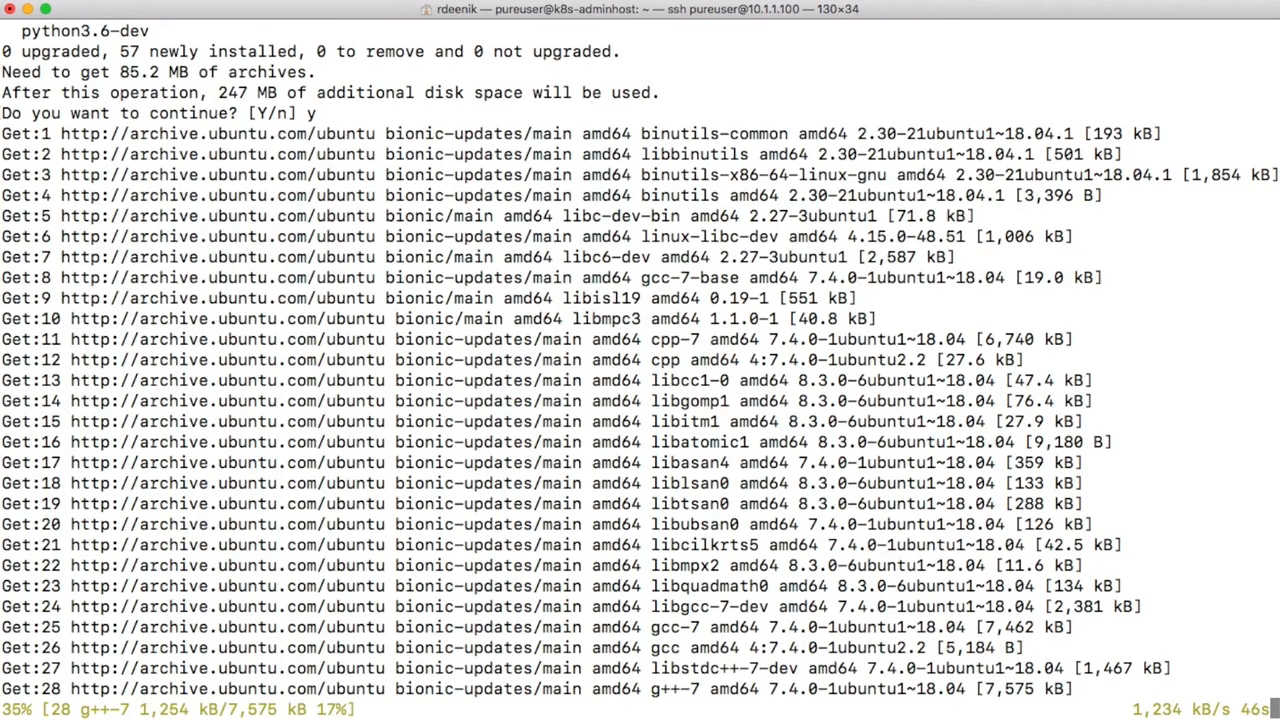 rdeenik — pureuser@k8s-adminhost: ~ — ssh pureuser@10.1.1.100 — 130×34
python3.6-dev
0 upgraded, 57 newly installed, 0 to remove and 0 not upgraded.
Need to get 85.2 MB of archives.
After this operation, 247 MB of additional disk space will be used.
Do you want to continue? [Y/n] y
Get:1 http://archive.ubuntu.com/ubuntu bionic-updates/main amd64 binutils-common amd64 2.30-21ubuntu1~18.04.1 [193 kB]
Get:2 http://archive.ubuntu.com/ubuntu bionic-updates/main amd64 libbinutils amd64 2.30-21ubuntu1~18.04.1 [501 kB]
Get:3 http://archive.ubuntu.com/ubuntu bionic-updates/main amd64 binutils-x86-64-linux-gnu amd64 2.30-21ubuntu1~18.04.1 [1,854 kB]
Get:4 http://archive.ubuntu.com/ubuntu bionic-updates/main amd64 binutils amd64 2.30-21ubuntu1~18.04.1 [3,396 B]
Get:5 http://archive.ubuntu.com/ubuntu bionic/main amd64 libc-dev-bin amd64 2.27-3ubuntu1 [71.8 kB]
Get:6 http://archive.ubuntu.com/ubuntu bionic-updates/main amd64 linux-libc-dev amd64 4.15.0-48.51 [1,006 kB]
Get:7 http://archive.ubuntu.com/ubuntu bionic/main amd64 libc6-dev amd64 2.27-3ubuntu1 [2,587 kB]
Get:8 http://archive.ubuntu.com/ubuntu bionic-updates/main amd64 gcc-7-base amd64 7.4.0-1ubuntu1~18.04 [19.0 kB]
Get:9 http://archive.ubuntu.com/ubuntu bionic/main amd64 libisl19 amd64 0.19-1 [551 kB]
Get:10 http://archive.ubuntu.com/ubuntu bionic/main amd64 libmpc3 amd64 1.1.0-1 [40.8 kB]
Get:11 http://archive.ubuntu.com/ubuntu bionic-updates/main amd64 cpp-7 amd64 7.4.0-1ubuntu1~18.04 [6,740 kB]
Get:12 http://archive.ubuntu.com/ubuntu bionic-updates/main amd64 cpp amd64 4:7.4.0-1ubuntu2.2 [27.6 kB]
Get:13 http://archive.ubuntu.com/ubuntu bionic-updates/main amd64 libcc1-0 amd64 8.3.0-6ubuntu1~18.04 [47.4 kB]
Get:14 http://archive.ubuntu.com/ubuntu bionic-updates/main amd64 libgomp1 amd64 8.3.0-6ubuntu1~18.04 [76.4 kB]
Get:15 http://archive.ubuntu.com/ubuntu bionic-updates/main amd64 libitm1 amd64 8.3.0-6ubuntu1~18.04 [27.9 kB]
Get:16 http://archive.ubuntu.com/ubuntu bionic-updates/main amd64 libatomic1 amd64 8.3.0-6ubuntu1~18.04 [9,180 B]
Get:17 http://archive.ubuntu.com/ubuntu bionic-updates/main amd64 libasan4 amd64 7.4.0-1ubuntu1~18.04 [359 kB]
Get:18 http://archive.ubuntu.com/ubuntu bionic-updates/main amd64 liblsan0 amd64 8.3.0-6ubuntu1~18.04 [133 kB]
Get:19 http://archive.ubuntu.com/ubuntu bionic-updates/main amd64 libtsan0 amd64 8.3.0-6ubuntu1~18.04 [288 kB]
Get:20 http://archive.ubuntu.com/ubuntu bionic-updates/main amd64 libubsan0 amd64 7.4.0-1ubuntu1~18.04 [126 kB]
Get:21 http://archive.ubuntu.com/ubuntu bionic-updates/main amd64 libcilkrts5 amd64 7.4.0-1ubuntu1~18.04 [42.5 kB]
Get:22 http://archive.ubuntu.com/ubuntu bionic-updates/main amd64 libmpx2 amd64 8.3.0-6ubuntu1~18.04 [11.6 kB]
Get:23 http://archive.ubuntu.com/ubuntu bionic-updates/main amd64 libquadmath0 amd64 8.3.0-6ubuntu1~18.04 [134 kB]
Get:24 http://archive.ubuntu.com/ubuntu bionic-updates/main amd64 libgcc-7-dev amd64 7.4.0-1ubuntu1~18.04 [2,381 kB]
Get:25 http://archive.ubuntu.com/ubuntu bionic-updates/main amd64 gcc-7 amd64 7.4.0-1ubuntu1~18.04 [7,462 kB]
Get:26 http://archive.ubuntu.com/ubuntu bionic-updates/main amd64 gcc amd64 4:7.4.0-1ubuntu2.2 [5,184 B]
Get:27 http://archive.ubuntu.com/ubuntu bionic-updates/main amd64 libstdc++-7-dev amd64 7.4.0-1ubuntu1~18.04 [1,467 kB]
Get:28 http://archive.ubuntu.com/ubuntu bionic-updates/main amd64 g++-7 amd64 7.4.0-1ubuntu1~18.04 [7,575 kB]
35% [28 g++-7 1,254 kB/7,575 kB 17%] 1,234 kB/s 46s